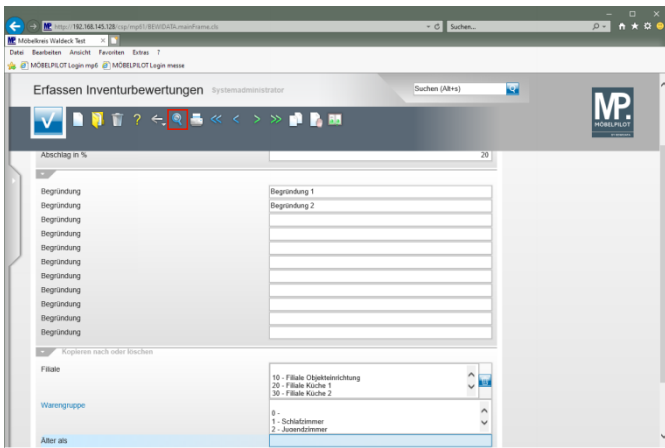 http://192.168.145.128/ccp/mp61/BEWIDATA.mainFrame.cls
Suchen...
Möbelkreis Waldeck Test
Datei Bearbeiten Ansicht Favoriten Extras ?
MÖBELPILOT Login mp6 MÖBELPILOT Login messe
Erfassen Inventurbewertungen Systemadministrator
Suchen (Alt+s)
MP.
MÖBELPILOT
Abschlag in % 20
Begründung Begründung 1
Begründung Begründung 2
Begründung
Begründung
Begründung
Begründung
Begründung
Begründung
Begründung
Begründung
Begründung
Kopieren nach oder löschen
Filiale
10 - Filiale Objekteinrichtung
20 - Filiale Küche 1
30 - Filiale Küche 2
Warengruppe
0 -
1 - Schlafzimmer
2 - Jugendzimmer
Älter als